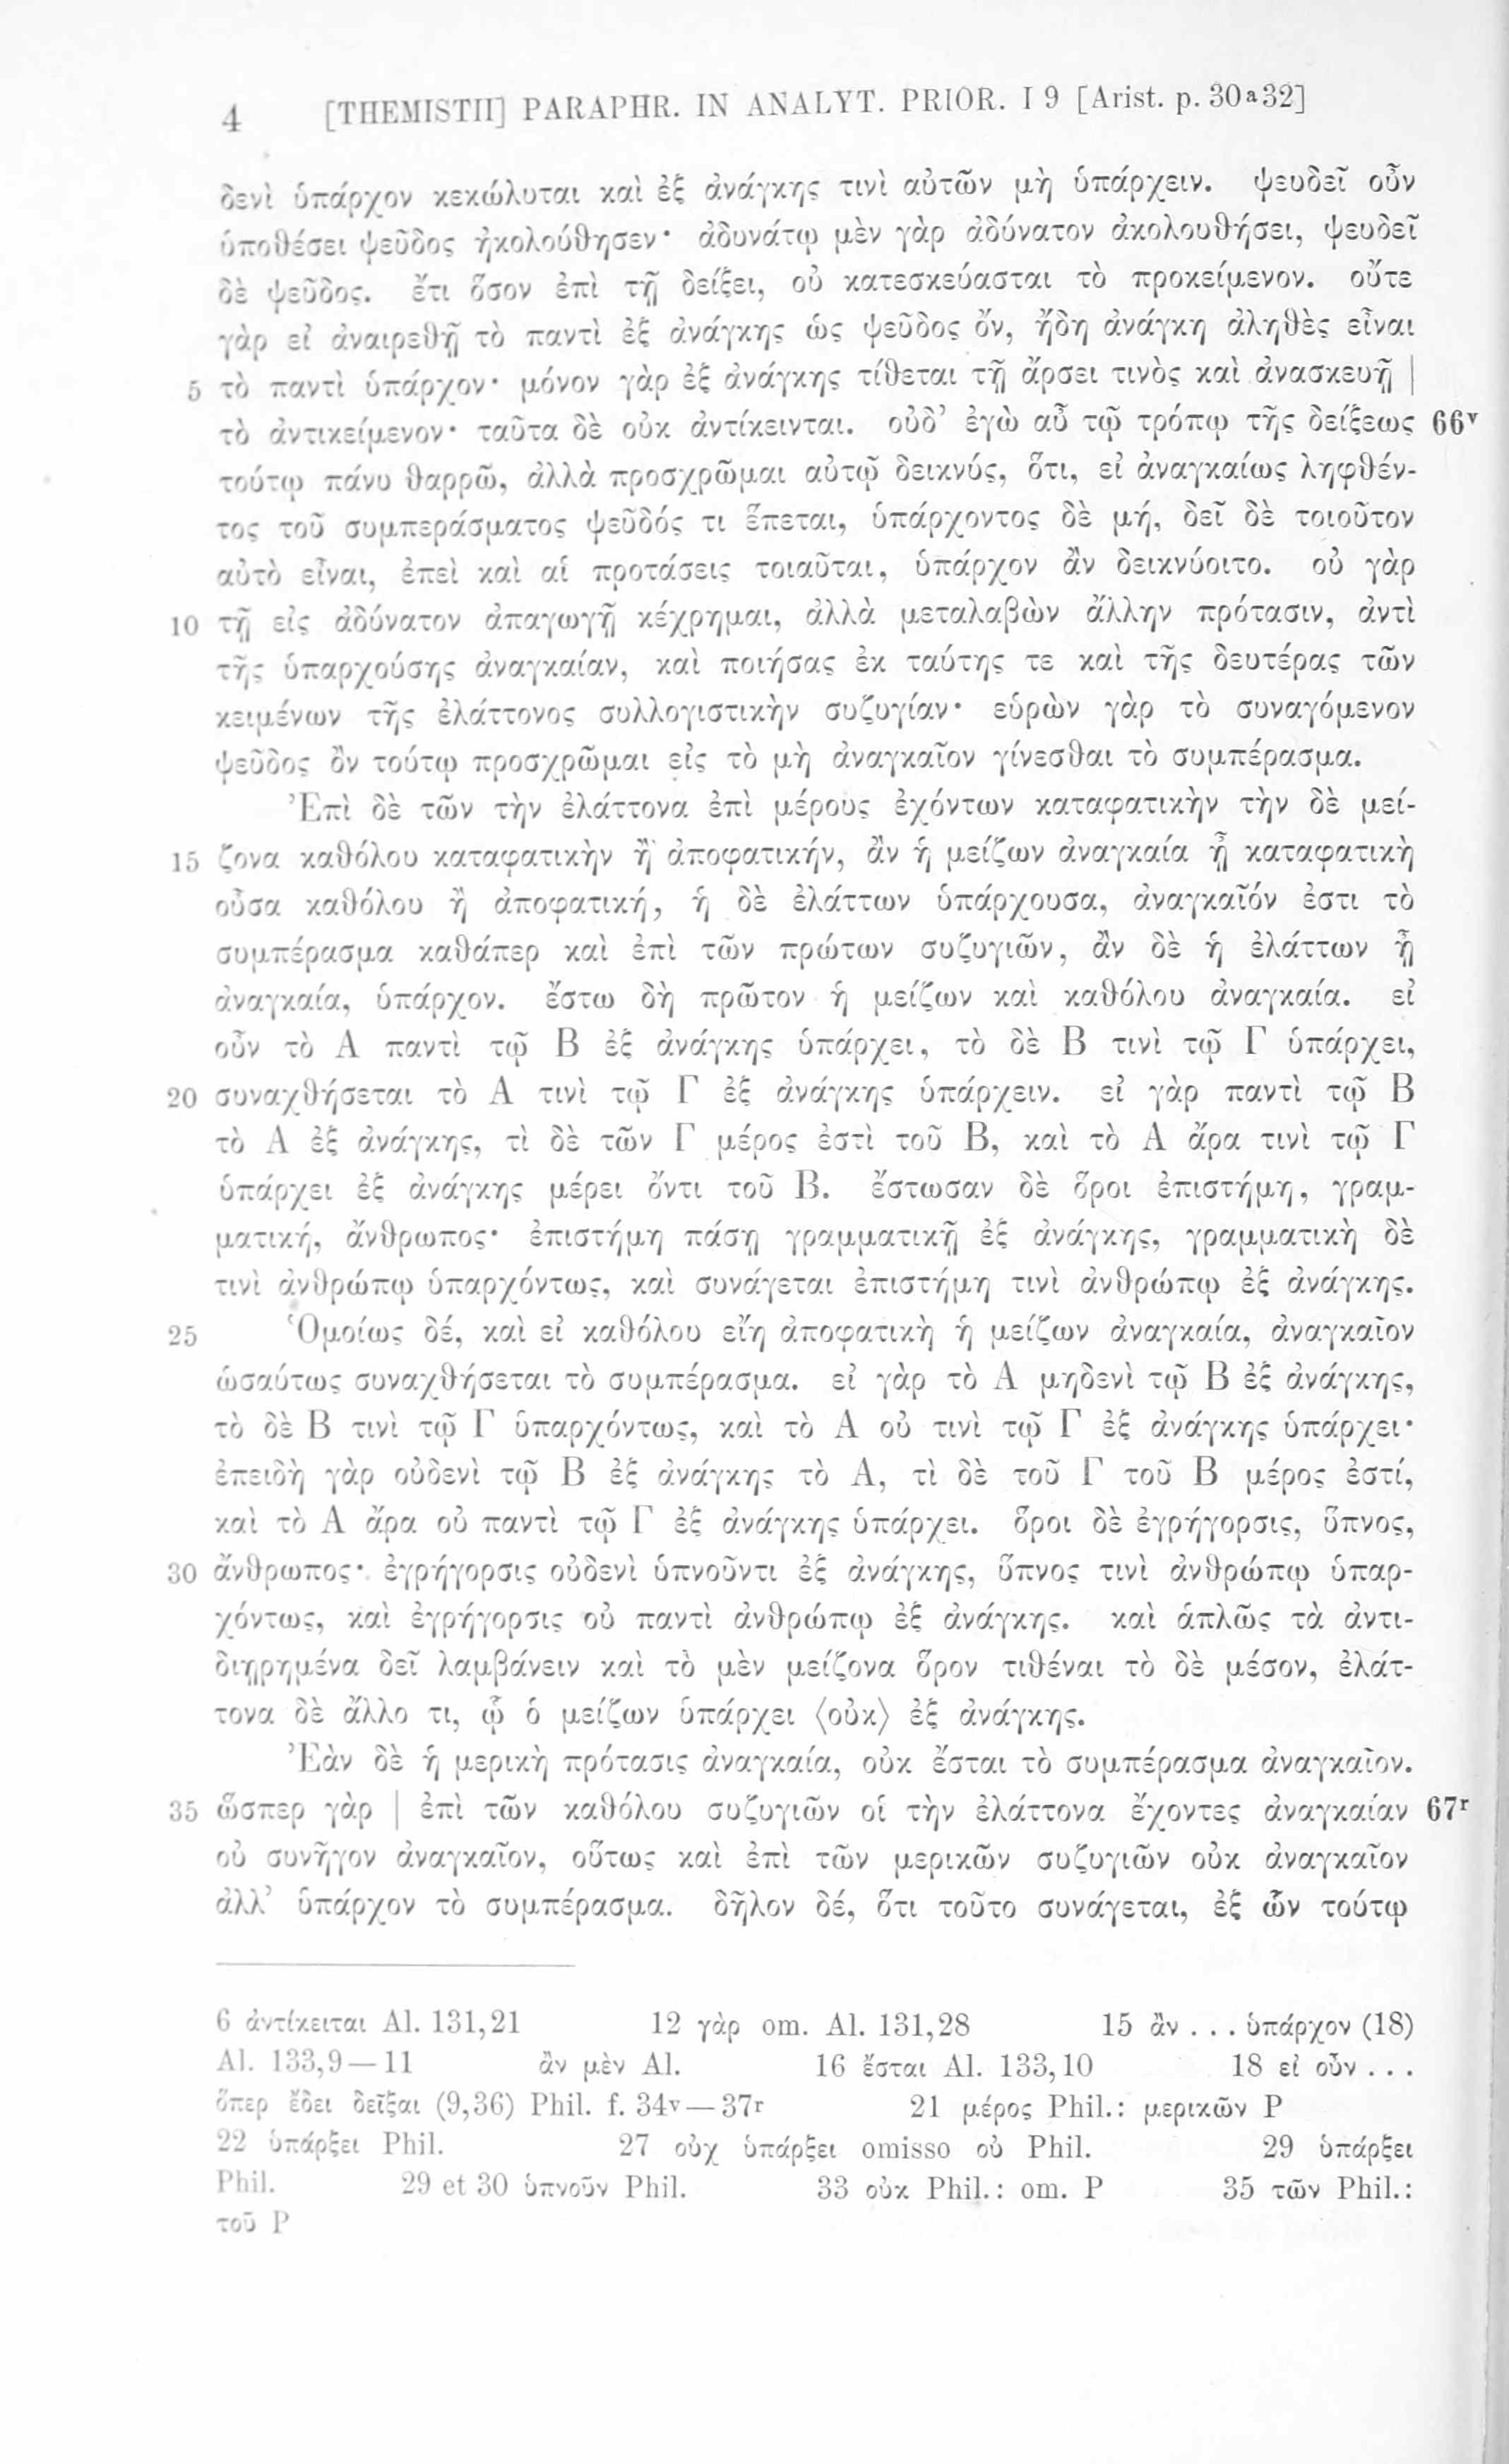 4 [THEMISTII] PARAPHR. IN ANALYT. PRIOR. I 9 [Arist. p. 30ª32]
δενὶ ὑπάρχον κεκώλυται καὶ ἐξ ἀνάγκης τινὶ αὐτῶν μὴ ὑπάρχειν. ψευδεῖ οὖν
ὑποθέσει ψεῦδος ἠκολούθησεν· ἀδυνάτῳ μὲν γὰρ ἀδύνατον ἀκολουθήσει, ψευδεῖ
δὲ ψεῦδος. ἔτι ὅσον ἐπὶ τῇ δείξει, οὐ κατεσκεύασται τὸ προκείμενον. οὔτε
γὰρ εἰ ἀναιρεθῇ τὸ παντὶ ἐξ ἀνάγκης ὡς ψεῦδος ὄν, ἤδη ἀνάγκη ἀληθὲς εἶναι
5 τὸ παντὶ ὑπάρχον· μόνον γὰρ ἐξ ἀνάγκης τίθεται τῇ ἄρσει τινὸς καὶ ἀνασκευῇ |
τὸ ἀντικείμενον· ταῦτα δὲ οὐκ ἀντίκεινται. οὐδ’ ἐγὼ αὖ τῷ τρόπῳ τῆς δείξεως 66v
τούτῳ πάνυ θαρρῶ, ἀλλὰ προσχρῶμαι αὐτῷ δεικνύς, ὅτι, εἰ ἀναγκαίως ληφθέν-
τος τοῦ συμπεράσματος ψεῦδός τι ἕπεται, ὑπάρχοντος δὲ μή, δεῖ δὲ τοιοῦτον
αὐτὸ εἶναι, ἐπεὶ καὶ αἱ προτάσεις τοιαῦται, ὑπάρχον ἂν δεικνύοιτο. οὐ γὰρ
10 τῇ εἰς ἀδύνατον ἀπαγωγῇ κέχρημαι, ἀλλὰ μεταλαβὼν ἄλλην πρότασιν, ἀντὶ
τῆς ὑπαρχούσης ἀναγκαίαν, καὶ ποιήσας ἐκ ταύτης τε καὶ τῆς δευτέρας τῶν
κειμένων τῆς ἐλάττονος συλλογιστικὴν συζυγίαν· εὑρὼν γὰρ τὸ συναγόμενον
ψεῦδος ὂν τούτῳ προσχρῶμαι εἰς τὸ μὴ ἀναγκαῖον γίνεσθαι τὸ συμπέρασμα.
Ἐπὶ δὲ τῶν τὴν ἐλάττονα ἐπὶ μέρους ἐχόντων καταφατικὴν τὴν δὲ μεί-
15 ζονα καθόλου καταφατικὴν ἢ ἀποφατικήν, ἂν ἡ μείζων ἀναγκαία ᾖ καταφατικὴ
οὖσα καθόλου ἢ ἀποφατική, ἡ δὲ ἐλάττων ὑπάρχουσα, ἀναγκαῖόν ἐστι τὸ
συμπέρασμα καθάπερ καὶ ἐπὶ τῶν πρώτων συζυγιῶν, ἂν δὲ ἡ ἐλάττων ᾖ
ἀναγκαία, ὑπάρχον. ἔστω δὴ πρῶτον ἡ μείζων καὶ καθόλου ἀναγκαία. εἰ
οὖν τὸ Α παντὶ τῷ Β ἐξ ἀνάγκης ὑπάρχει, τὸ δὲ Β τινὶ τῷ Γ ὑπάρχει,
20 συναχθήσεται τὸ Α τινὶ τῷ Γ ἐξ ἀνάγκης ὑπάρχειν. εἰ γὰρ παντὶ τῷ Β
τὸ Α ἐξ ἀνάγκης, τὶ δὲ τῶν Γ μέρος ἐστὶ τοῦ Β, καὶ τὸ Α ἄρα τινὶ τῷ Γ
ὑπάρχει ἐξ ἀνάγκης μέρει ὄντι τοῦ Β. ἔστωσαν δὲ ὅροι ἐπιστήμη, γραμ-
ματική, ἄνθρωπος· ἐπιστήμη πάσῃ γραμματικῇ ἐξ ἀνάγκης, γραμματικὴ δὲ
τινὶ ἀνθρώπῳ ὑπαρχόντως, καὶ συνάγεται ἐπιστήμη τινὶ ἀνθρώπῳ ἐξ ἀνάγκης.
25 Ὁμοίως δέ, καὶ εἰ καθόλου εἴη ἀποφατικὴ ἡ μείζων ἀναγκαία, ἀναγκαῖον
ὡσαύτως συναχθήσεται τὸ συμπέρασμα. εἰ γὰρ τὸ Α μηδενὶ τῷ Β ἐξ ἀνάγκης,
τὸ δὲ Β τινὶ τῷ Γ ὑπαρχόντως, καὶ τὸ Α οὐ τινὶ τῷ Γ ἐξ ἀνάγκης ὑπάρχει·
ἐπειδὴ γὰρ οὐδενὶ τῷ Β ἐξ ἀνάγκης τὸ Α, τὶ δὲ τοῦ Γ τοῦ Β μέρος ἐστί,
καὶ τὸ Α ἄρα οὐ παντὶ τῷ Γ ἐξ ἀνάγκης ὑπάρχει. ὅροι δὲ ἐγρήγορσις, ὕπνος,
30 ἄνθρωπος· ἐγρήγορσις οὐδενὶ ὑπνοῦντι ἐξ ἀνάγκης, ὕπνος τινὶ ἀνθρώπῳ ὑπαρ-
χόντως, καὶ ἐγρήγορσις οὐ παντὶ ἀνθρώπῳ ἐξ ἀνάγκης. καὶ ἁπλῶς τὰ ἀντι-
διῃρημένα δεῖ λαμβάνειν καὶ τὸ μὲν μείζονα ὅρον τιθέναι τὸ δὲ μέσον, ἐλάτ-
τονα δὲ ἄλλο τι, ᾧ ὁ μείζων ὑπάρχει ⟨οὐκ⟩ ἐξ ἀνάγκης.
Ἐὰν δὲ ἡ μερικὴ πρότασις ἀναγκαία, οὐκ ἔσται τὸ συμπέρασμα ἀναγκαῖον.
35 ὥσπερ γὰρ | ἐπὶ τῶν καθόλου συζυγιῶν οἱ τὴν ἐλάττονα ἔχοντες ἀναγκαίαν 67r
οὐ συνῆγον ἀναγκαῖον, οὕτως καὶ ἐπὶ τῶν μερικῶν συζυγιῶν οὐκ ἀναγκαῖον
ἀλλ’ ὑπάρχον τὸ συμπέρασμα. δῆλον δέ, ὅτι τοῦτο συνάγεται, ἐξ ὧν τούτῳ
6 ἀντίκειται Al. 131,21 12 γὰρ om. Al. 131,28 15 ἂν . . . ὑπάρχον (18)
Al. 133,9—11 ἂν μὲν Al. 16 ἔσται Al. 133,10 18 εἰ οὖν . . .
ὅπερ ἔδει δεῖξαι (9,36) Phil. f. 34v—37r 21 μέρος Phil.: μερικῶν P
22 ὑπάρξει Phil. 27 οὐχ ὑπάρξει omisso οὐ Phil. 29 ὑπάρξει
Phil. 29 et 30 ὑπνοῦν Phil. 33 οὐκ Phil.: om. P 35 τῶν Phil.:
τοῦ P